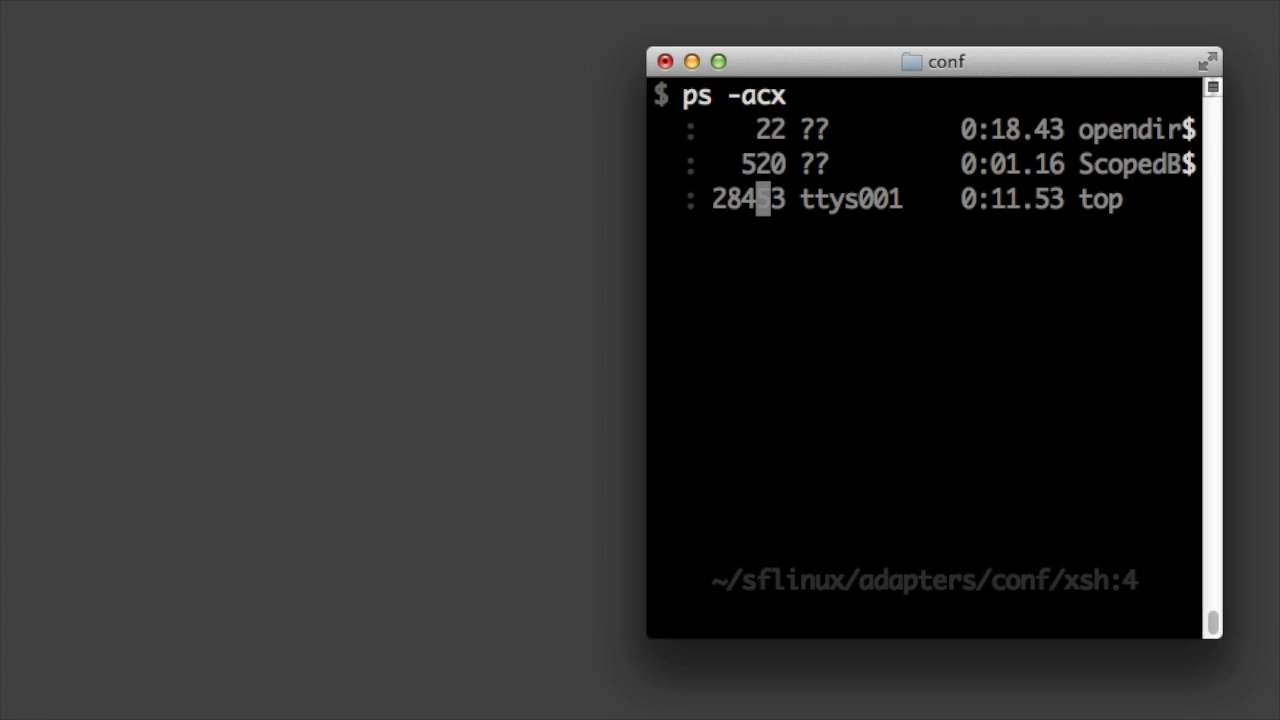 conf
$ ps -acx
: 22 ?? 0:18.43 opendir$
: 520 ?? 0:01.16 ScopedB$
: 28453 ttys001 0:11.53 top
~/sflinux/adapters/conf/xsh:4